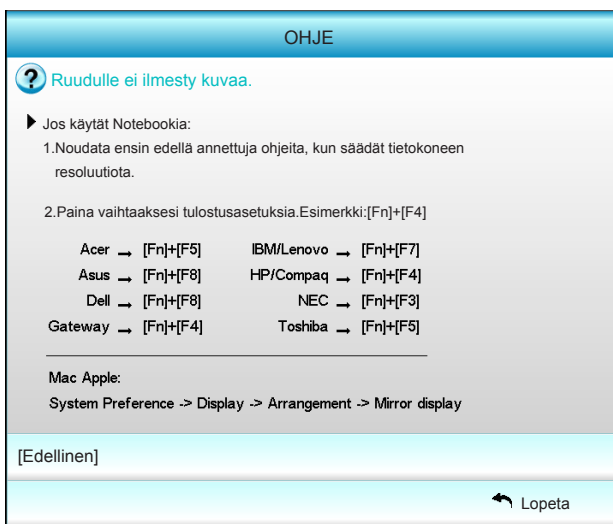 OHJE
? Ruudulle ei ilmesty kuvaa.
Jos käytät Notebookia:
1.Noudata ensin edellä annettuja ohjeita, kun säädät tietokoneen
resoluutiota.
2.Paina vaihtaaksesi tulostusasetuksia.Esimerkki:[Fn]+[F4]
Acer → [Fn]+[F5] IBM/Lenovo → [Fn]+[F7]
Asus → [Fn]+[F8] HP/Compaq → [Fn]+[F4]
Dell → [Fn]+[F8] NEC → [Fn]+[F3]
Gateway → [Fn]+[F4] Toshiba → [Fn]+[F5]
Mac Apple:
System Preference -> Display -> Arrangement -> Mirror display
[Edellinen]
Lopeta